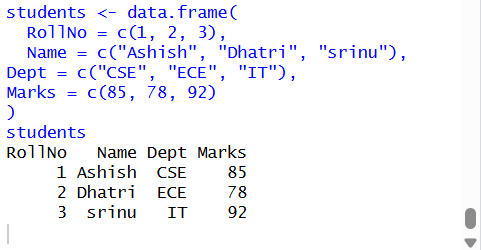 students <- data.frame(
  RollNo = c(1, 2, 3),
  Name = c("Ashish", "Dhatri", "srinu"),
Dept = c("CSE", "ECE", "IT"),
Marks = c(85, 78, 92)
)
students
RollNo   Name Dept Marks
     1 Ashish  CSE    85
     2 Dhatri  ECE    78
     3  srinu   IT    92